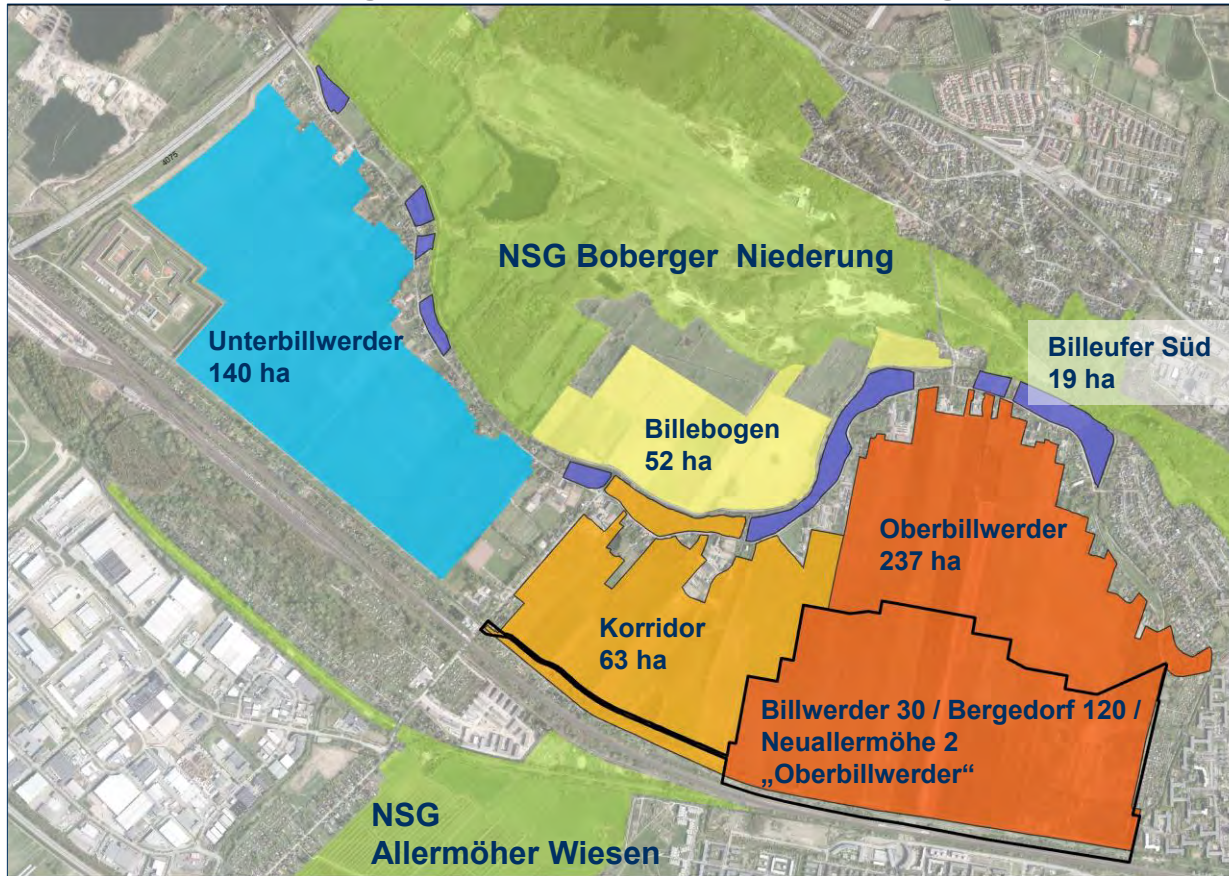 4075
NSG Boberger Niederung
Unterbillwerder
140 ha
Billeufer Süd
19 ha
Billebogen
52 ha
Oberbillwerder
237 ha
Korridor
63 ha
Billwerder 30 / Bergedorf 120 /
Neuallermöhe 2
„Oberbillwerder“
NSG
Allermöher Wiesen